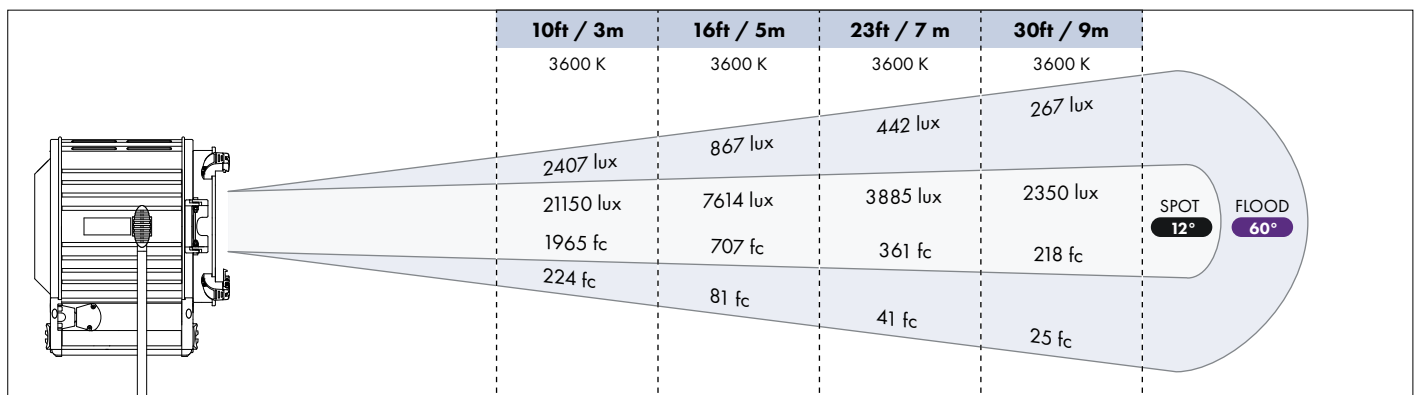 10ft / 3m 16ft / 5m 23ft / 7 m 30ft / 9m
3600 K 3600 K 3600 K 3600 K
2407 lux 867 lux 442 lux 267 lux
21150 lux 7614 lux 3885 lux 2350 lux
SPOT FLOOD
12° 60°
1965 fc 707 fc 361 fc 218 fc
224 fc 81 fc 41 fc 25 fc